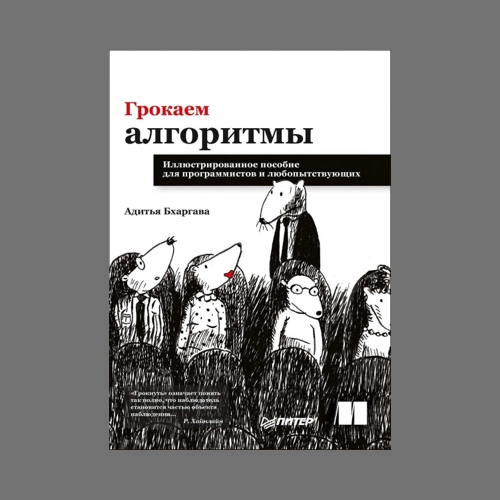 Грокаем
алгоритмы
Иллюстрированное пособие
для программистов и любопытствующих
Адитья Бхаргава
«Грокнуть» означает понять
так полно, что наблюдатель
становится частью объекта
наблюдения...
Р. Хайнлайн
ПИТЕР